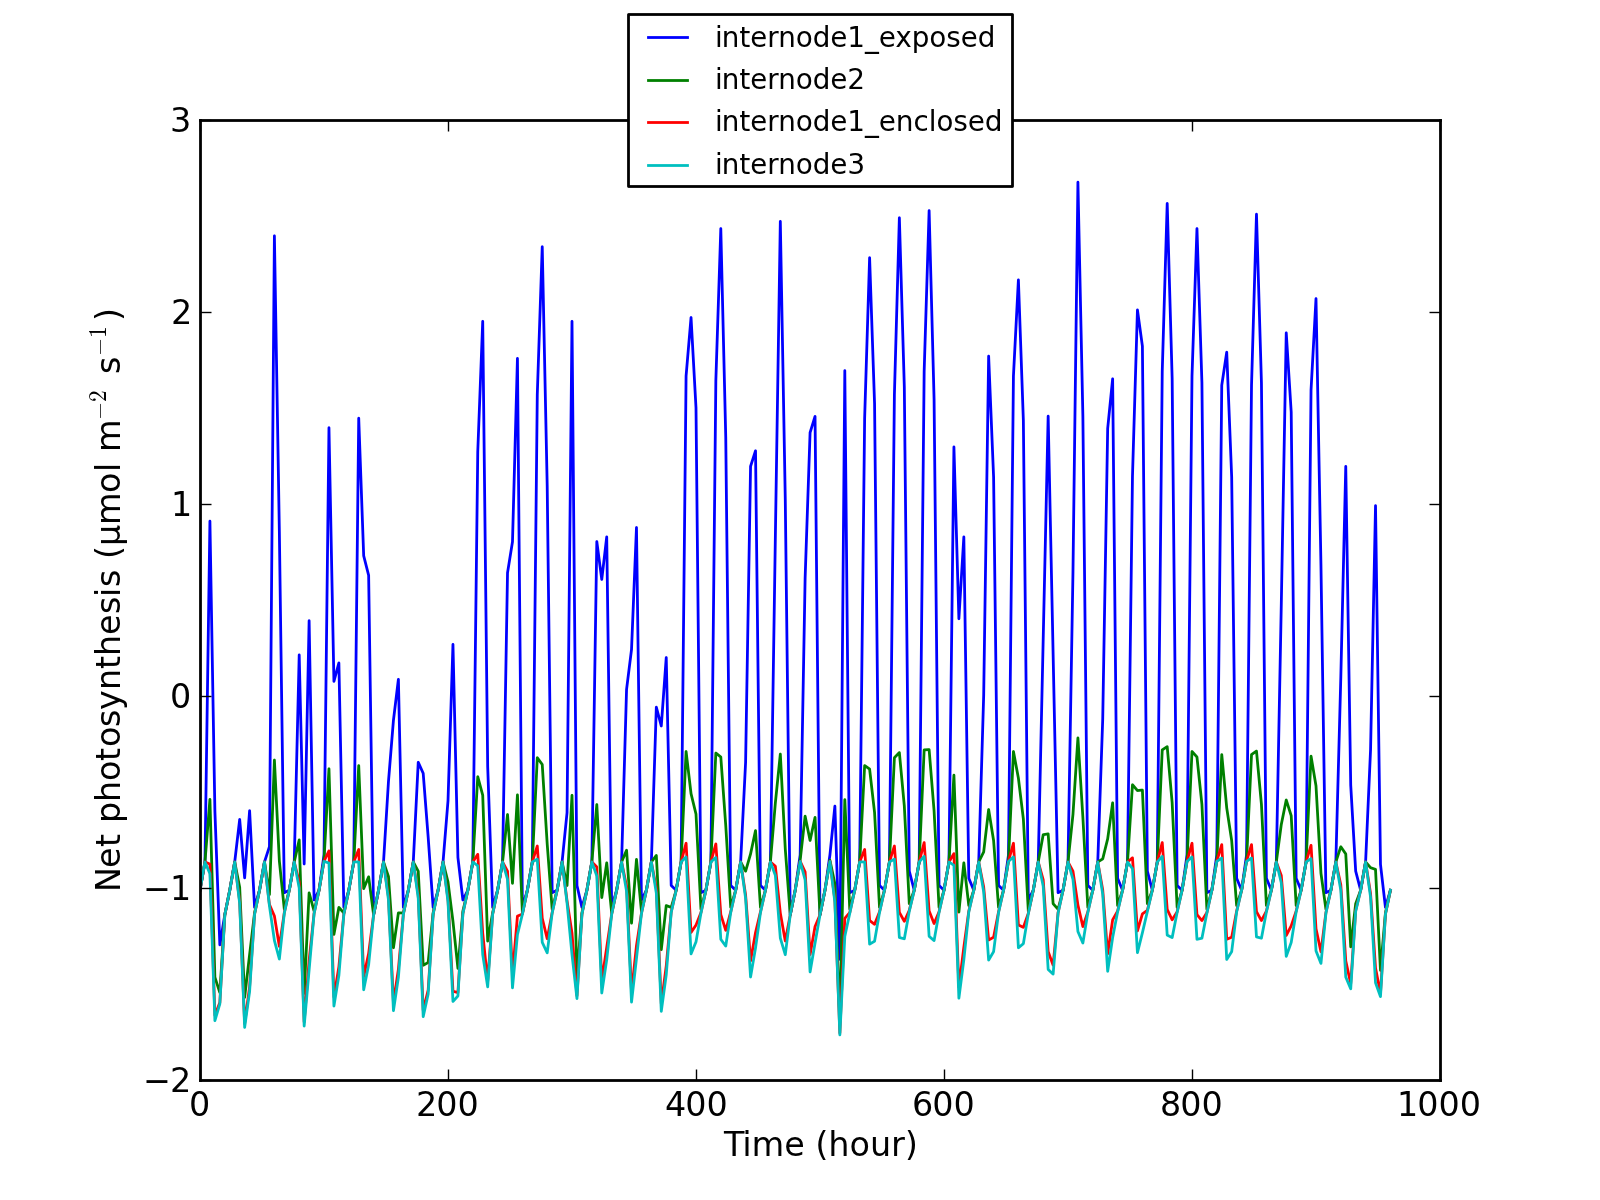 internode1_exposed
internode2
internode1_enclosed
internode3
3
2
1
0
−1
−2
Net photosynthesis (µmol m⁻² s⁻¹)
0 200 400 600 800 1000
Time (hour)